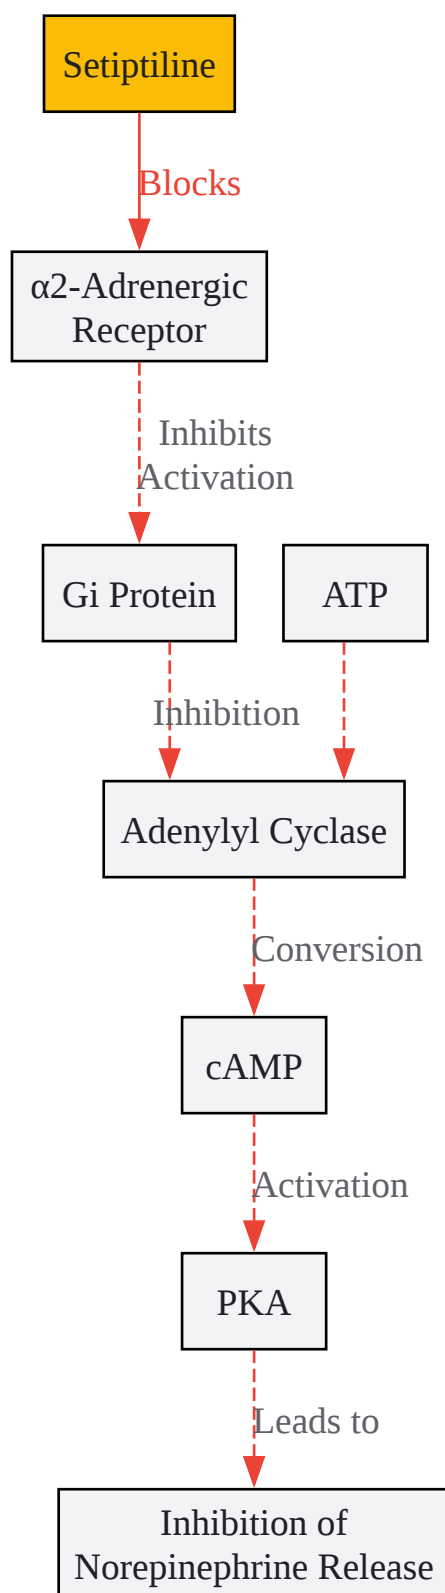 Setiptiline
Blocks
α2-Adrenergic
Receptor
Inhibits
Activation
Gi Protein
ATP
Inhibition
Adenylyl Cyclase
Conversion
cAMP
Activation
PKA
Leads to
Inhibition of
Norepinephrine Release